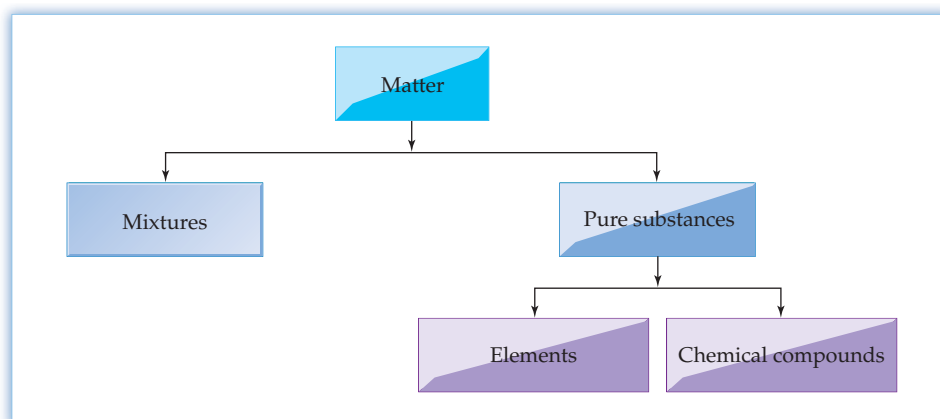 Matter
Mixtures
Pure substances
Elements
Chemical compounds